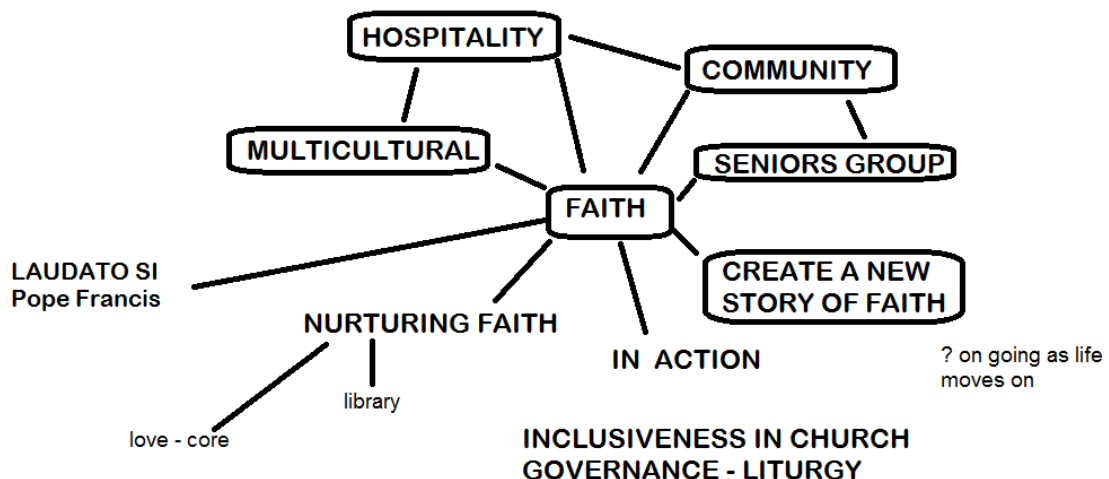 HOSPITALITY
COMMUNITY
MULTICULTURAL
SENIORS GROUP
FAITH
LAUDATO SI
Pope Francis
CREATE A NEW
STORY OF FAITH
NURTURING FAITH
IN ACTION
? on going as life
moves on
library
love - core
INCLUSIVENESS IN CHURCH
GOVERNANCE - LITURGY